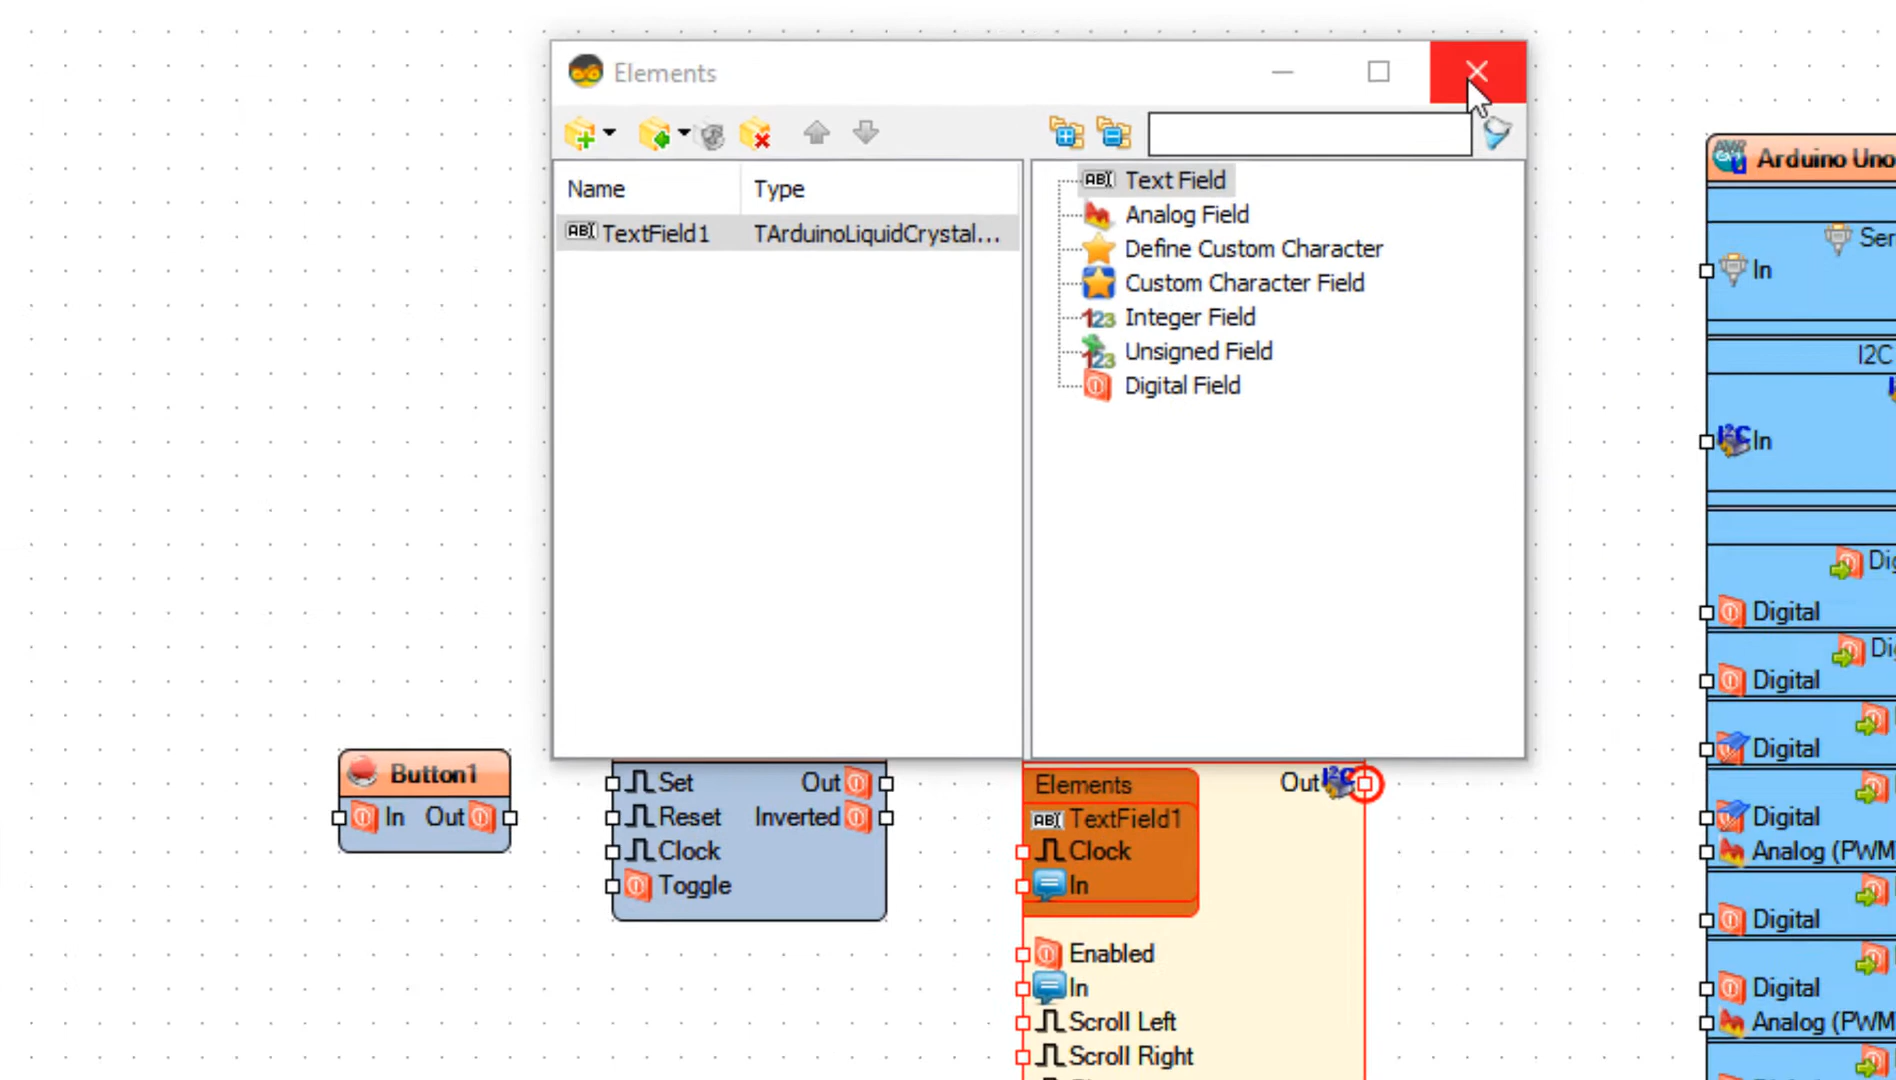 Elements
Name Type
TextField1 TArduinoLiquidCrystal...
Text Field
Analog Field
Define Custom Character
Custom Character Field
Integer Field
Unsigned Field
Digital Field
Button1
In Out
Set Out
Reset Inverted
Clock
Toggle
Elements
TextField1
Clock
In
Out
Enabled
In
Scroll Left
Scroll Right
Arduino Uno
Ser
In
I2C
In
Dig
Digital
Dig
Digital
Digital
Digital
Analog (PWM
Digital
Digital
Analog (PWM